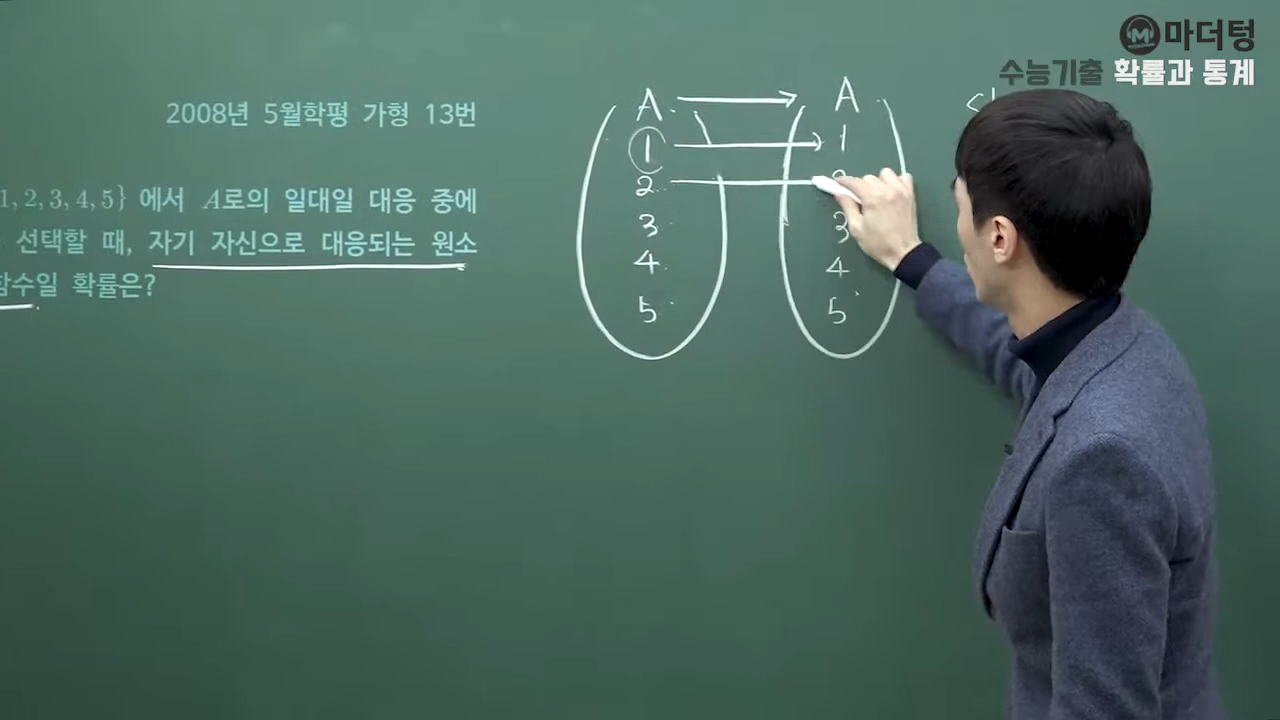 마더텅
수능기출 확률과 통계
2008년 5월학평 가형 13번
1, 2, 3, 4, 5} 에서 A로의 일대일 대응 중에
선택할 때, 자기 자신으로 대응되는 원소
함수일 확률은?
A A
1 1
2
3 3
4 4
5 5